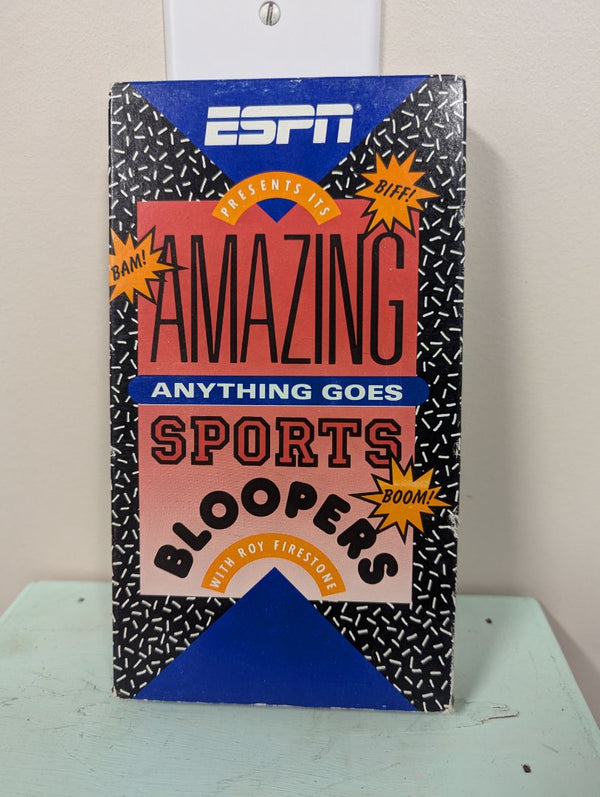 ESPN
PRESENTS ITS
BIFF!
BAM!
AMAZING
ANYTHING GOES
SPORTS
BOOM!
BLOOPERS
WITH ROY FIRESTONE